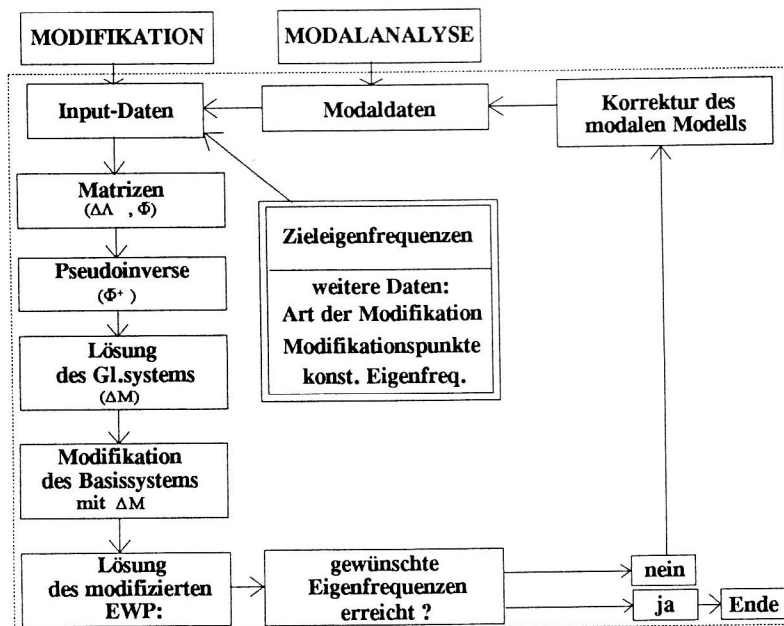 MODIFIKATION
MODALANALYSE
Input-Daten
Modaldaten
Korrektur des
modalen Modells
Matrizen
(ΔΛ , Φ)
Pseudoinverse
(Φ⁺ )
Lösung
des Gl.systems
(ΔM)
Modifikation
des Basissystems
mit ΔM
Lösung
des modifizierten
EWP:
Zieleigenfrequenzen
weitere Daten:
Art der Modifikation
Modifikationspunkte
konst. Eigenfreq.
gewünschte
Eigenfrequenzen
erreicht ?
nein
ja
Ende